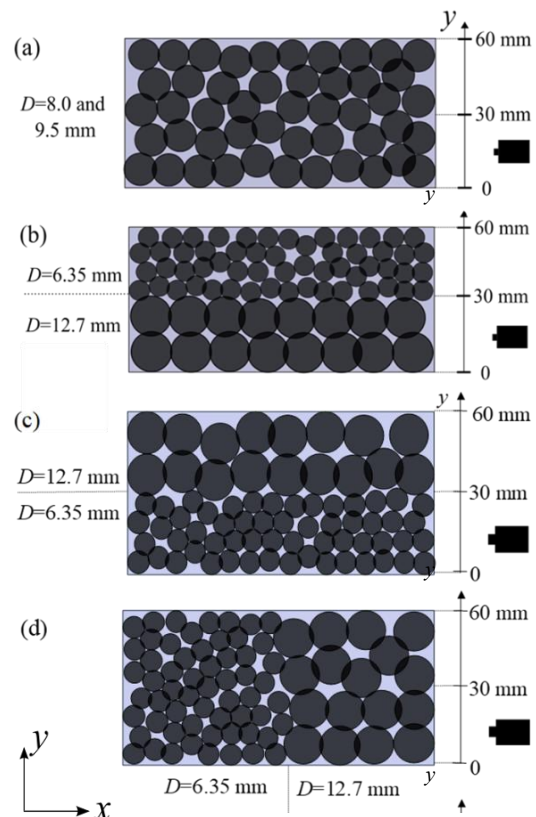 y
60 mm
(a)
D=8.0 and
9.5 mm
30 mm
0
y
60 mm
(b)
D=6.35 mm
30 mm
D=12.7 mm
0
y
60 mm
(c)
D=12.7 mm
30 mm
D=6.35 mm
y
0
60 mm
(d)
30 mm
y
0
y
D=6.35 mm
D=12.7 mm
x